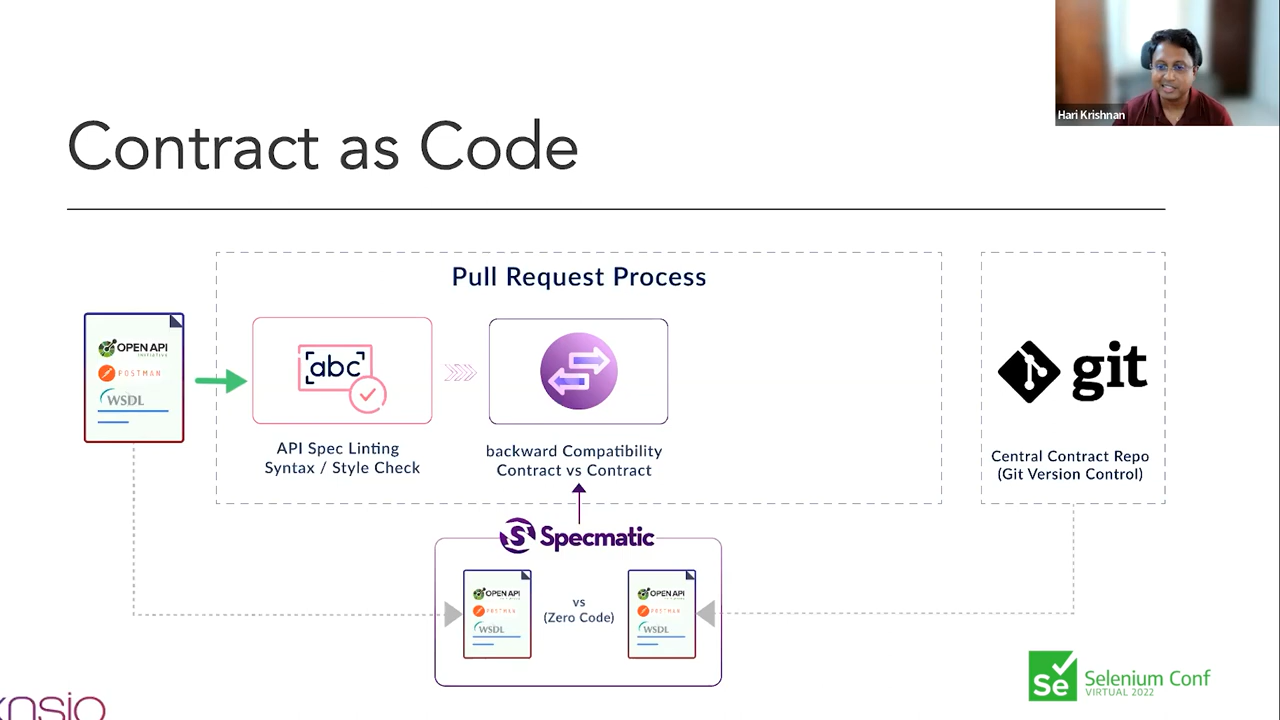 Hari Krishnan
Contract as Code
Pull Request Process
OPEN API
INITIATIVE
POSTMAN
WSDL
abc
API Spec Linting
Syntax / Style Check
backward Compatibility
Contract vs Contract
git
Central Contract Repo
(Git Version Control)
Specmatic
OPEN API
POSTMAN
WSDL
vs
(Zero Code)
OPEN API
POSTMAN
WSDL
Se
Selenium Conf
VIRTUAL 2022